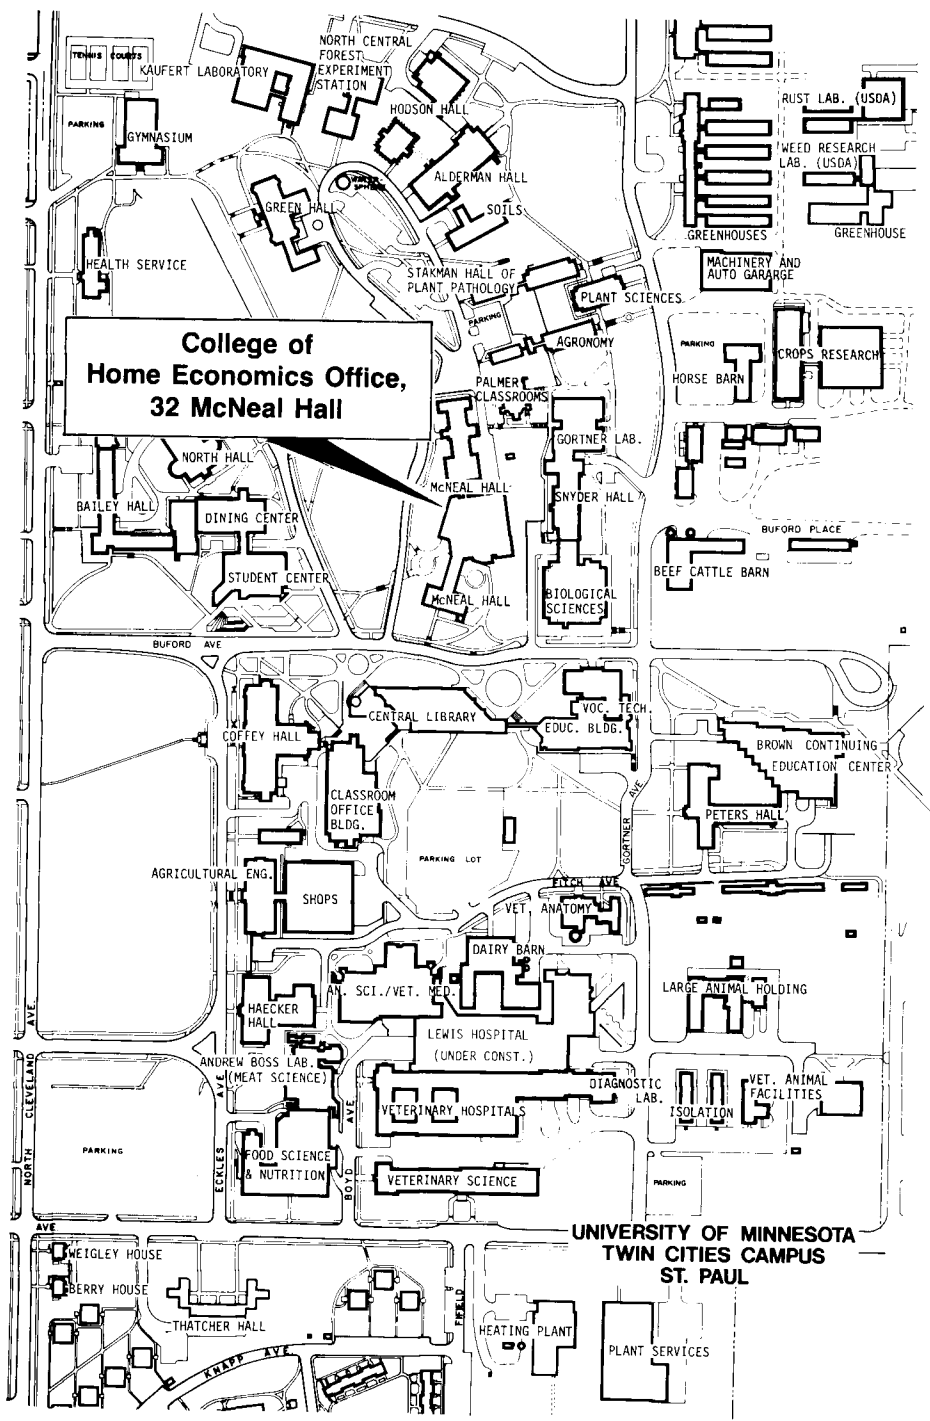 TENNIS COURTS
KAUFERT LABORATORY
NORTH CENTRAL
FOREST
EXPERIMENT
STATION
HODSON HALL
RUST LAB. (USDA)
PARKING
GYMNASIUM
WEED RESEARCH
LAB. (USDA)
ALDERMAN HALL
GREEN HALL
SOILS
GREENHOUSES
GREENHOUSE
HEALTH SERVICE
STAKMAN HALL OF
PLANT PATHOLOGY
MACHINERY AND
AUTO GARARGE
PLANT SCIENCES
PARKING
AGRONOMY
PARKING
CROPS RESEARCH
HORSE BARN
College of
Home Economics Office,
32 McNeal Hall
PALMER
CLASSROOMS
GORTNER LAB.
NORTH HALL
McNEAL HALL
SNYDER HALL
BAILEY HALL
DINING CENTER
BUFORD PLACE
STUDENT CENTER
BEEF CATTLE BARN
McNEAL HALL
BIOLOGICAL
SCIENCES
BUFORD AVE
CENTRAL LIBRARY
VOC. TECH.
EDUC. BLDG.
COFFEY HALL
BROWN CONTINUING
EDUCATION CENTER
CLASSROOM
OFFICE
BLDG.
PETERS HALL
GORTNER AVE
PARKING LOT
AGRICULTURAL ENG.
SHOPS
FITCH AVE
VET. ANATOMY
DAIRY BARN
AN. SCI./VET. MED.
LARGE ANIMAL HOLDING
HAECKER
HALL
LEWIS HOSPITAL
(UNDER CONST.)
ANDREW BOSS LAB.
(MEAT SCIENCE)
DIAGNOSTIC
LAB.
VET. ANIMAL
FACILITIES
VETERINARY HOSPITALS
ISOLATION
NORTH CLEVELAND AVE.
PARKING
ECKLES AVE
BOYD AVE
FOOD SCIENCE
& NUTRITION
VETERINARY SCIENCE
PARKING
AVE.
UNIVERSITY OF MINNESOTA
TWIN CITIES CAMPUS
ST. PAUL
WEIGLEY HOUSE
BERRY HOUSE
THATCHER HALL
FIFIELD
HEATING PLANT
PLANT SERVICES
KNAPP AVE